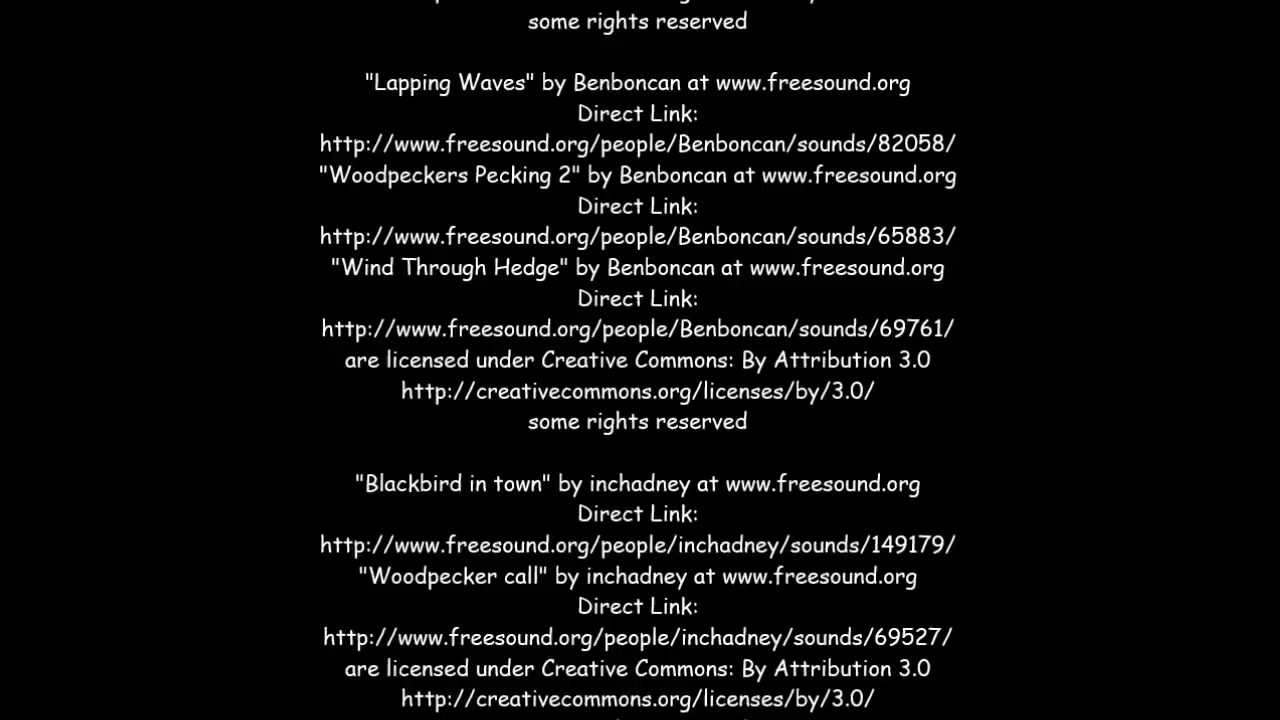 some rights reserved
"Lapping Waves" by Benboncan at www.freesound.org
Direct Link:
http://www.freesound.org/people/Benboncan/sounds/82058/
"Woodpeckers Pecking 2" by Benboncan at www.freesound.org
Direct Link:
http://www.freesound.org/people/Benboncan/sounds/65883/
"Wind Through Hedge" by Benboncan at www.freesound.org
Direct Link:
http://www.freesound.org/people/Benboncan/sounds/69761/
are licensed under Creative Commons: By Attribution 3.0
http://creativecommons.org/licenses/by/3.0/
some rights reserved
"Blackbird in town" by inchadney at www.freesound.org
Direct Link:
http://www.freesound.org/people/inchadney/sounds/149179/
"Woodpecker call" by inchadney at www.freesound.org
Direct Link:
http://www.freesound.org/people/inchadney/sounds/69527/
are licensed under Creative Commons: By Attribution 3.0
http://creativecommons.org/licenses/by/3.0/